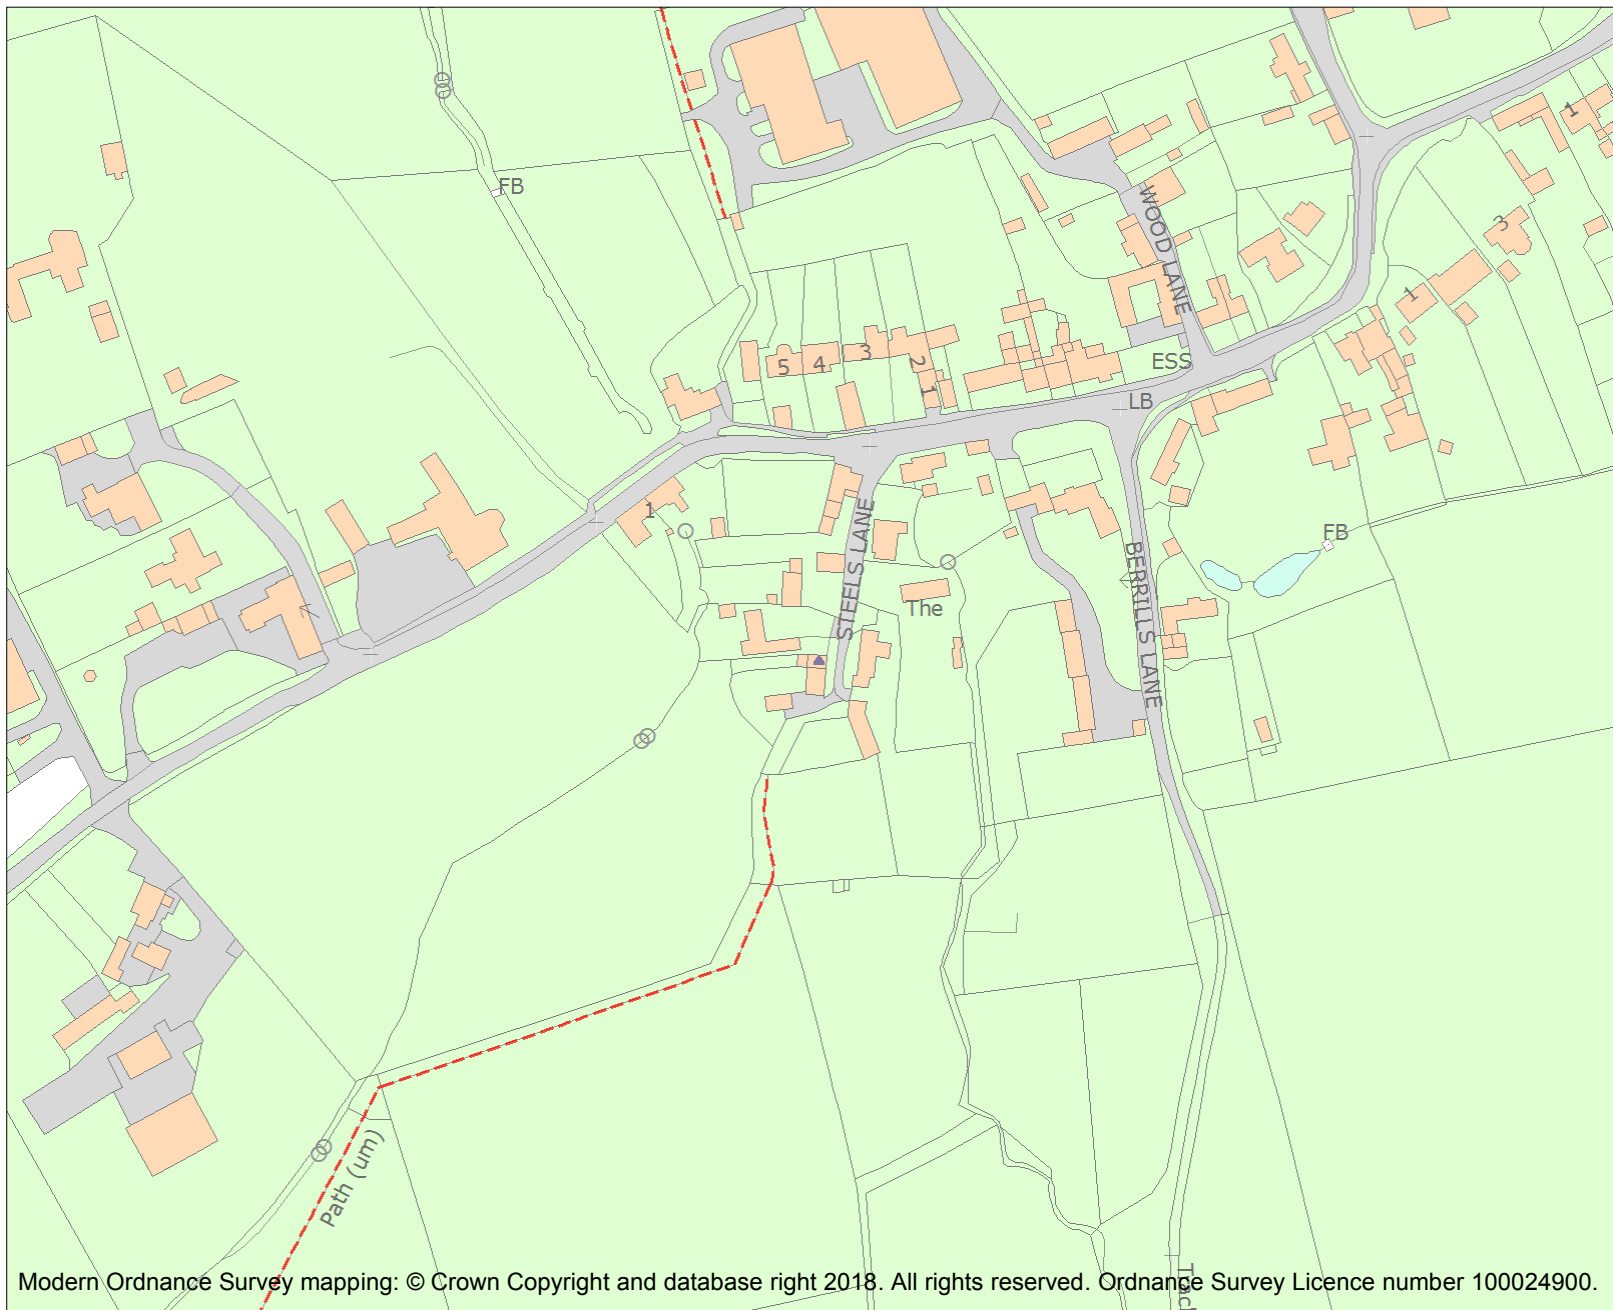 1
FB
WOOD LANE
3
1
5
4
3
2
1
ESS
LB
1
STEELS LANE
FB
BERRILLS LANE
The
7
Path (um)
Modern Ordnance Survey mapping: © Crown Copyright and database right 2018. All rights reserved. Ordnance Survey Licence number 100024900.